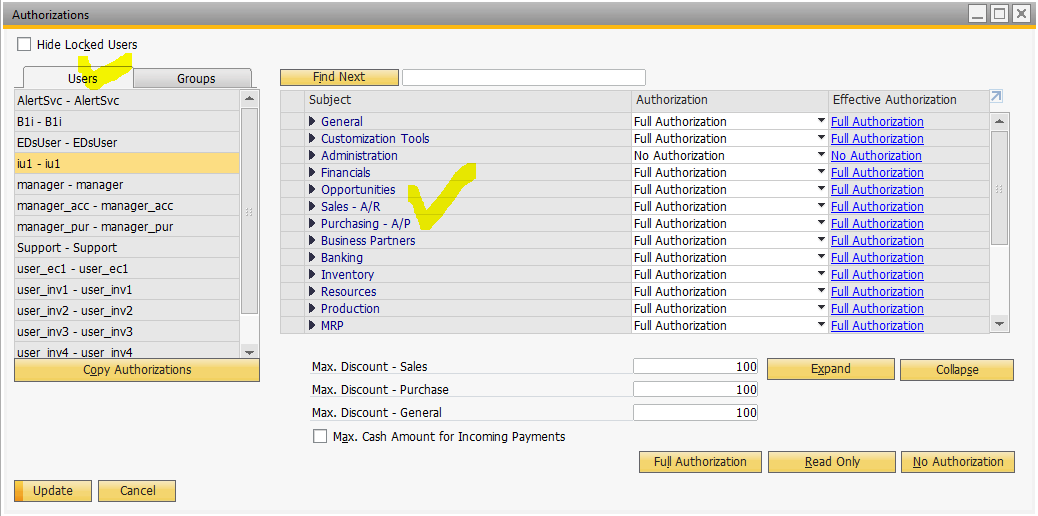 Authorizations
Hide Locked Users
Users Groups
AlertSvc - AlertSvc
B1i - B1i
EDsUser - EDsUser
iu1 - iu1
manager - manager
manager_acc - manager_acc
manager_pur - manager_pur
Support - Support
user_ec1 - user_ec1
user_inv1 - user_inv1
user_inv2 - user_inv2
user_inv3 - user_inv3
user_inv4 - user_inv4
Copy Authorizations
Find Next
Subject Authorization Effective Authorization
General Full Authorization Full Authorization
Customization Tools Full Authorization Full Authorization
Administration No Authorization No Authorization
Financials Full Authorization Full Authorization
Opportunities Full Authorization Full Authorization
Sales - A/R Full Authorization Full Authorization
Purchasing - A/P Full Authorization Full Authorization
Business Partners Full Authorization Full Authorization
Banking Full Authorization Full Authorization
Inventory Full Authorization Full Authorization
Resources Full Authorization Full Authorization
Production Full Authorization Full Authorization
MRP Full Authorization Full Authorization
Max. Discount - Sales 100
Max. Discount - Purchase 100
Max. Discount - General 100
Expand Collapse
Max. Cash Amount for Incoming Payments
Full Authorization Read Only No Authorization
Update Cancel